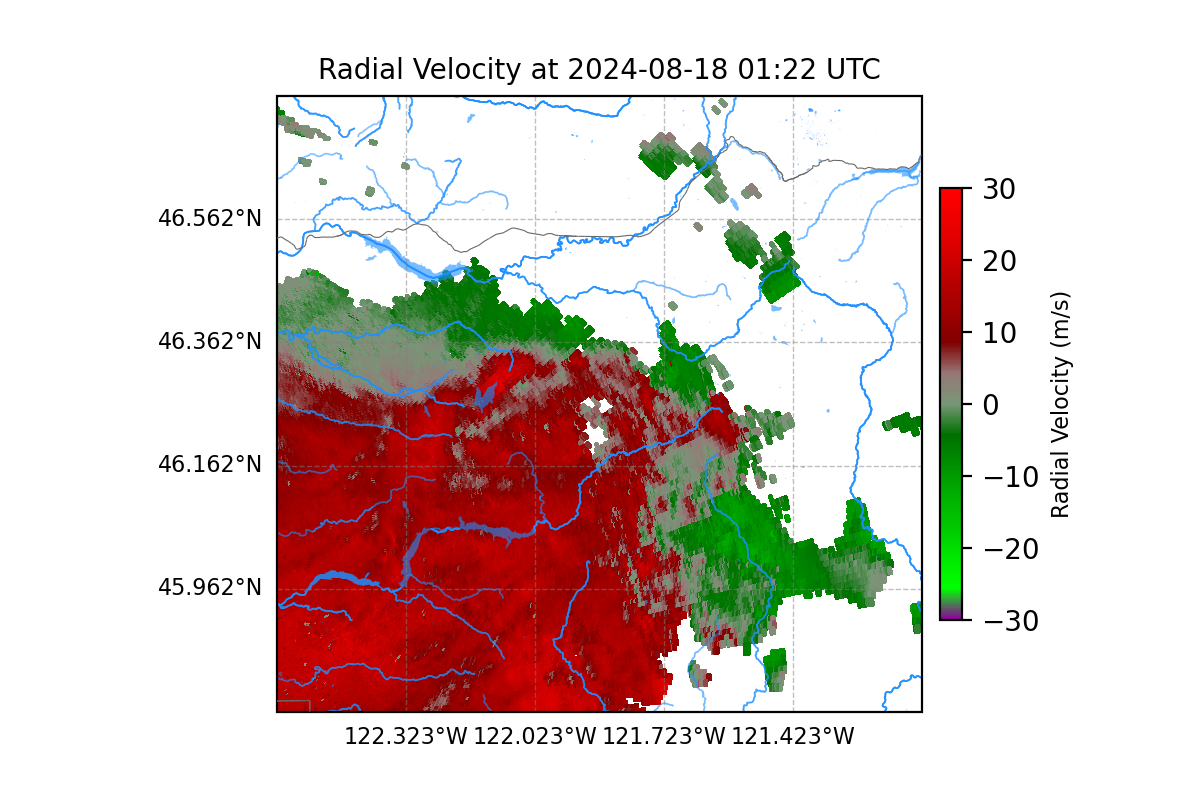 Radial Velocity at 2024-08-18 01:22 UTC
46.562°N
46.362°N
46.162°N
45.962°N
122.323°W 122.023°W 121.723°W 121.423°W
30
20
10
0
−10
−20
−30
Radial Velocity (m/s)